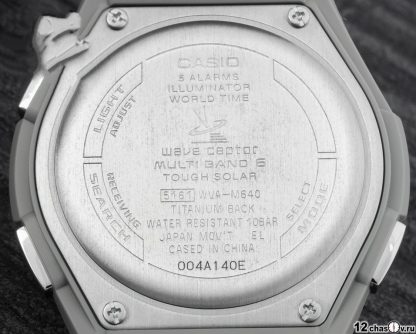 CASIO
5 ALARMS
ILLUMINATOR
WORLD TIME
LIGHT
ADJUST
wave ceptor
MULTI BAND 6
TOUGH SOLAR
5161 WVA-M640
TITANIUM BACK
WATER RESISTANT 10BAR
JAPAN MOV'T EL
CASED IN CHINA
004A140E
RECEIVING
SEARCH
SELECT
MODE
12chasov.ru